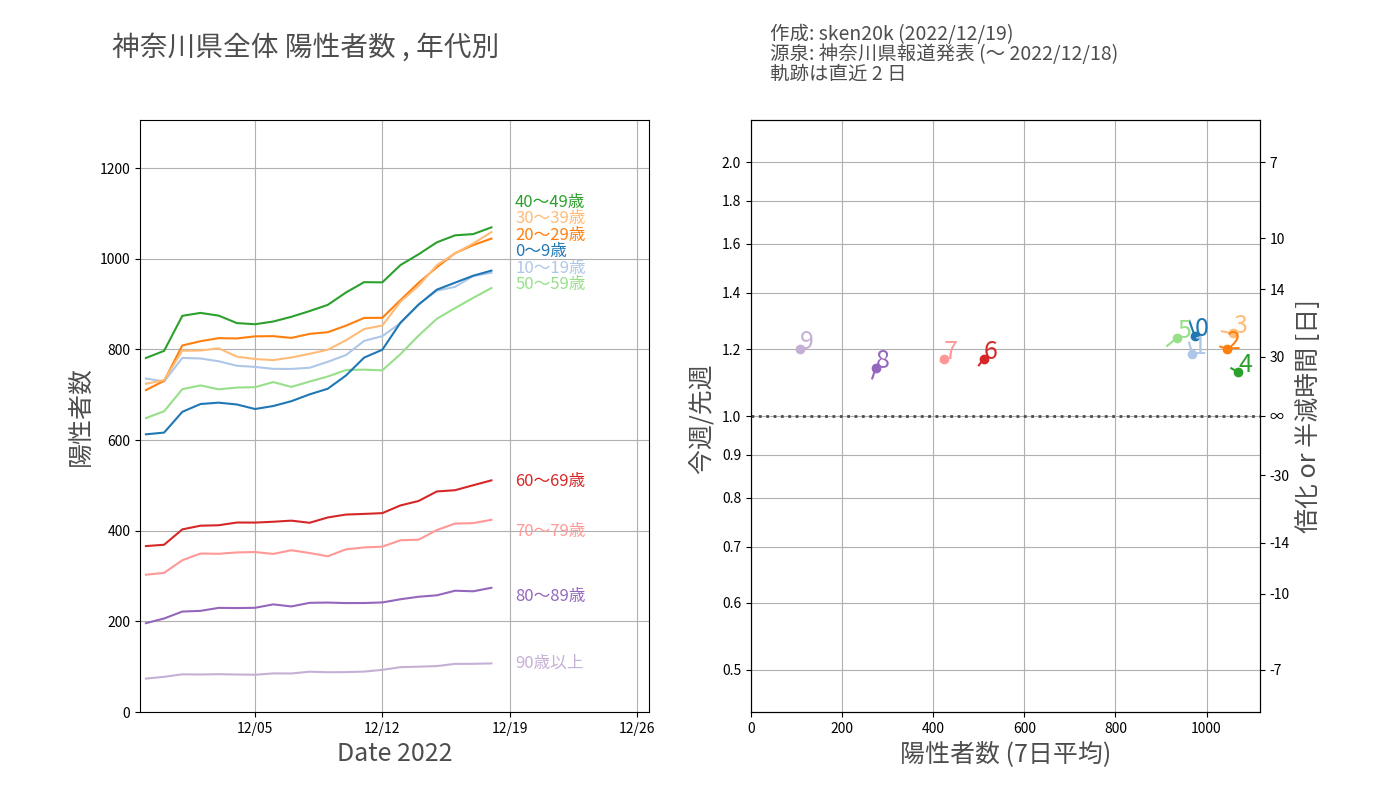 神奈川県全体 陽性者数 , 年代別
作成: sken20k (2022/12/19)
源泉: 神奈川県報道発表 (〜 2022/12/18)
軌跡は直近 2 日
陽性者数
1200
1000
800
600
400
200
0
12/05
12/12
12/19
12/26
Date 2022
40〜49歳
30〜39歳
20〜29歳
0〜9歳
10〜19歳
50〜59歳
60〜69歳
70〜79歳
80〜89歳
90歳以上
今週/先週
2.0
1.8
1.6
1.4
1.2
1.0
0.9
0.8
0.7
0.6
0.5
0
200
400
600
800
1000
陽性者数 (7日平均)
9
8
7
6
5
0
1
3
2
4
7
10
14
30
∞
-30
-14
-10
-7
倍化 or 半減時間 [日]